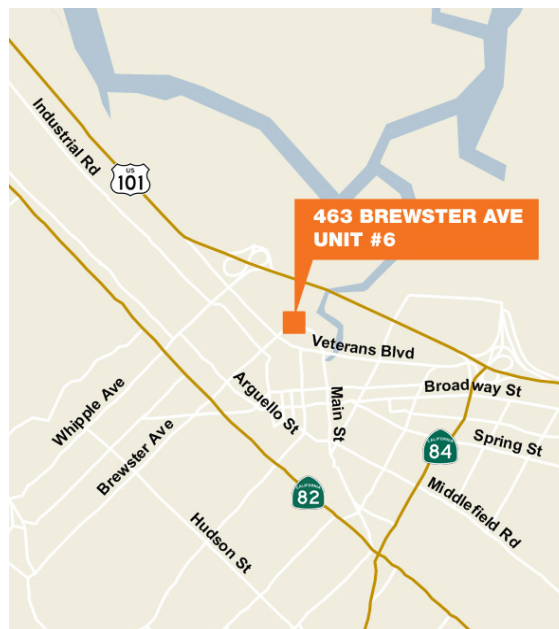 Industrial Rd
US
101
463 BREWSTER AVE
UNIT #6
Veterans Blvd
Broadway St
Whipple Ave
Arguello St
Main St
Brewster Ave
Spring St
CALIFORNIA
84
CALIFORNIA
82
Middlefield Rd
Hudson St